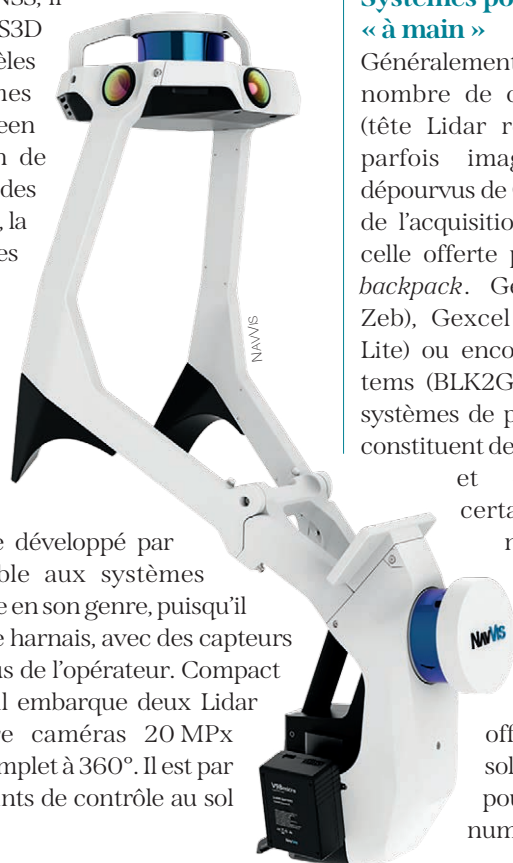 NSS, il
S3D
èles
nes
een
n de
des
, la
es
NAVVIS
e développé par
ble aux systèmes
e en son genre, puisqu'il
e harnais, avec des capteurs
us de l'opérateur. Compact
il embarque deux Lidar
re caméras 20 MPx
mplet à 360°. Il est par
nts de contrôle au sol
Systèmes po
« à main »
Généralement
nombre de c
(tête Lidar r
parfois imag
dépourvus de
de l'acquisition
celle offerte p
backpack. Ge
Zeb), Gexcel
Lite) ou enco
tems (BLK2G
systèmes de p
constituent de
et
certa
n
off
sol
pou
num
NAVVIS